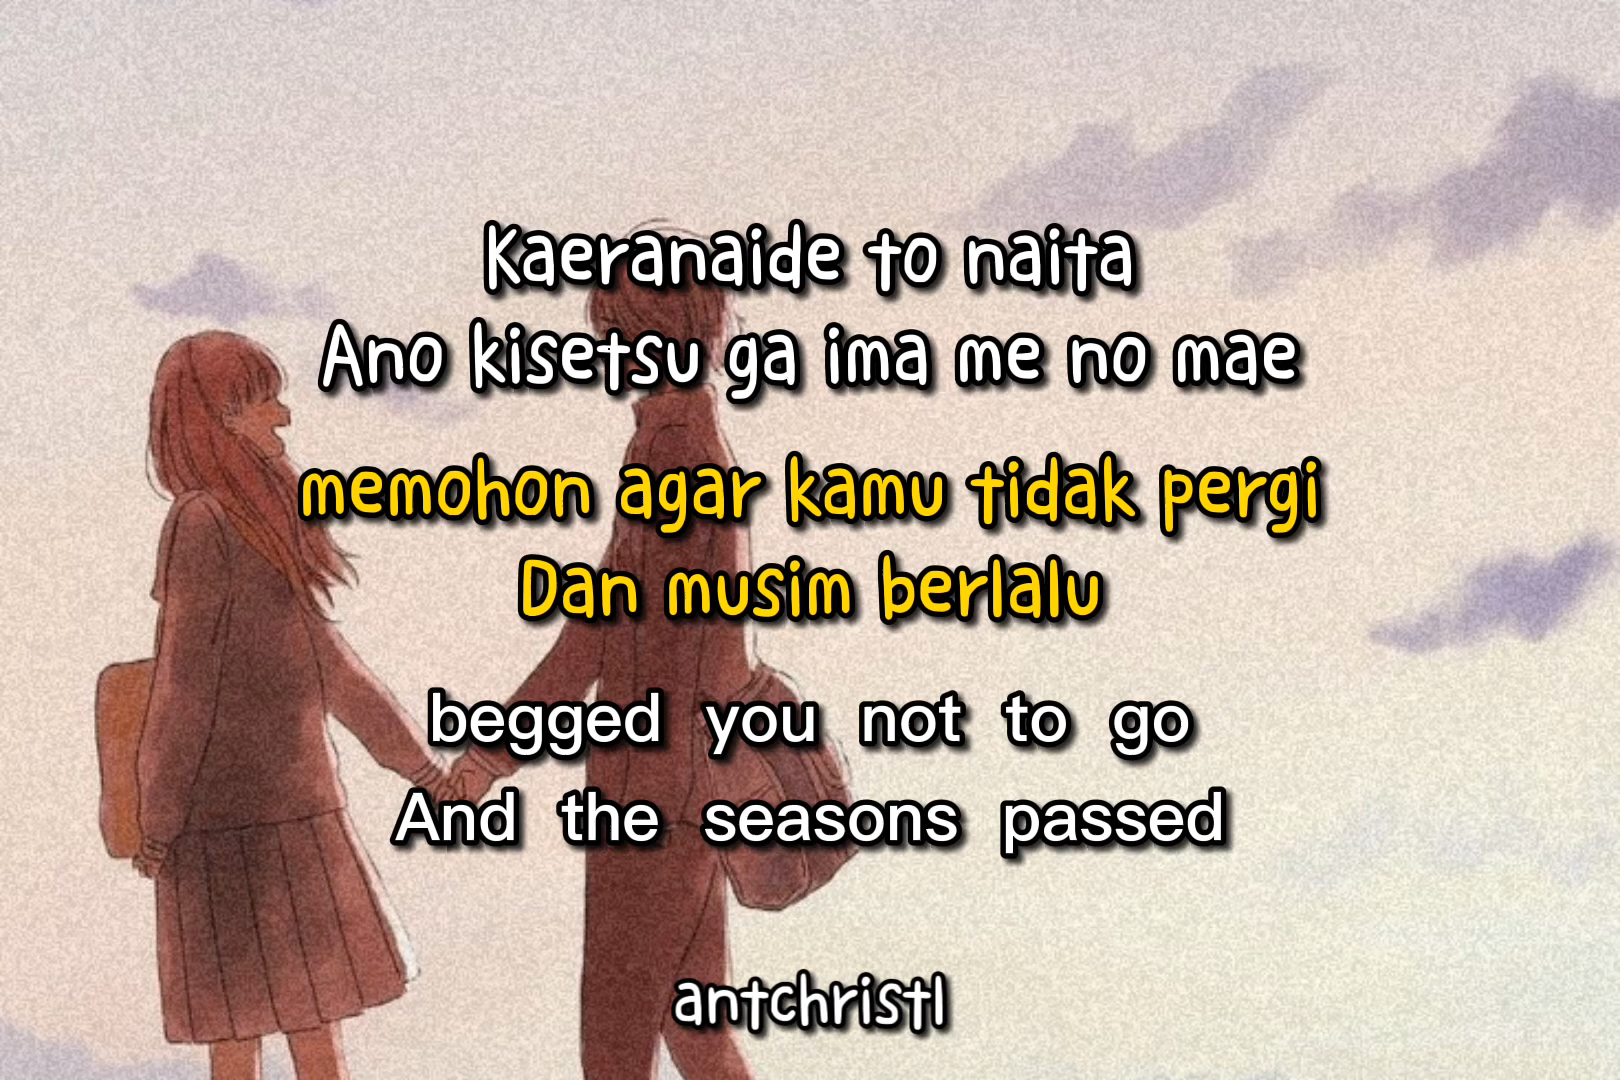 Kaeranaide to naita
Ano kisetsu ga ima me no mae
memohon agar kamu tidak pergi
Dan musim berlalu
begged you not to go
And the seasons passed
antchristl